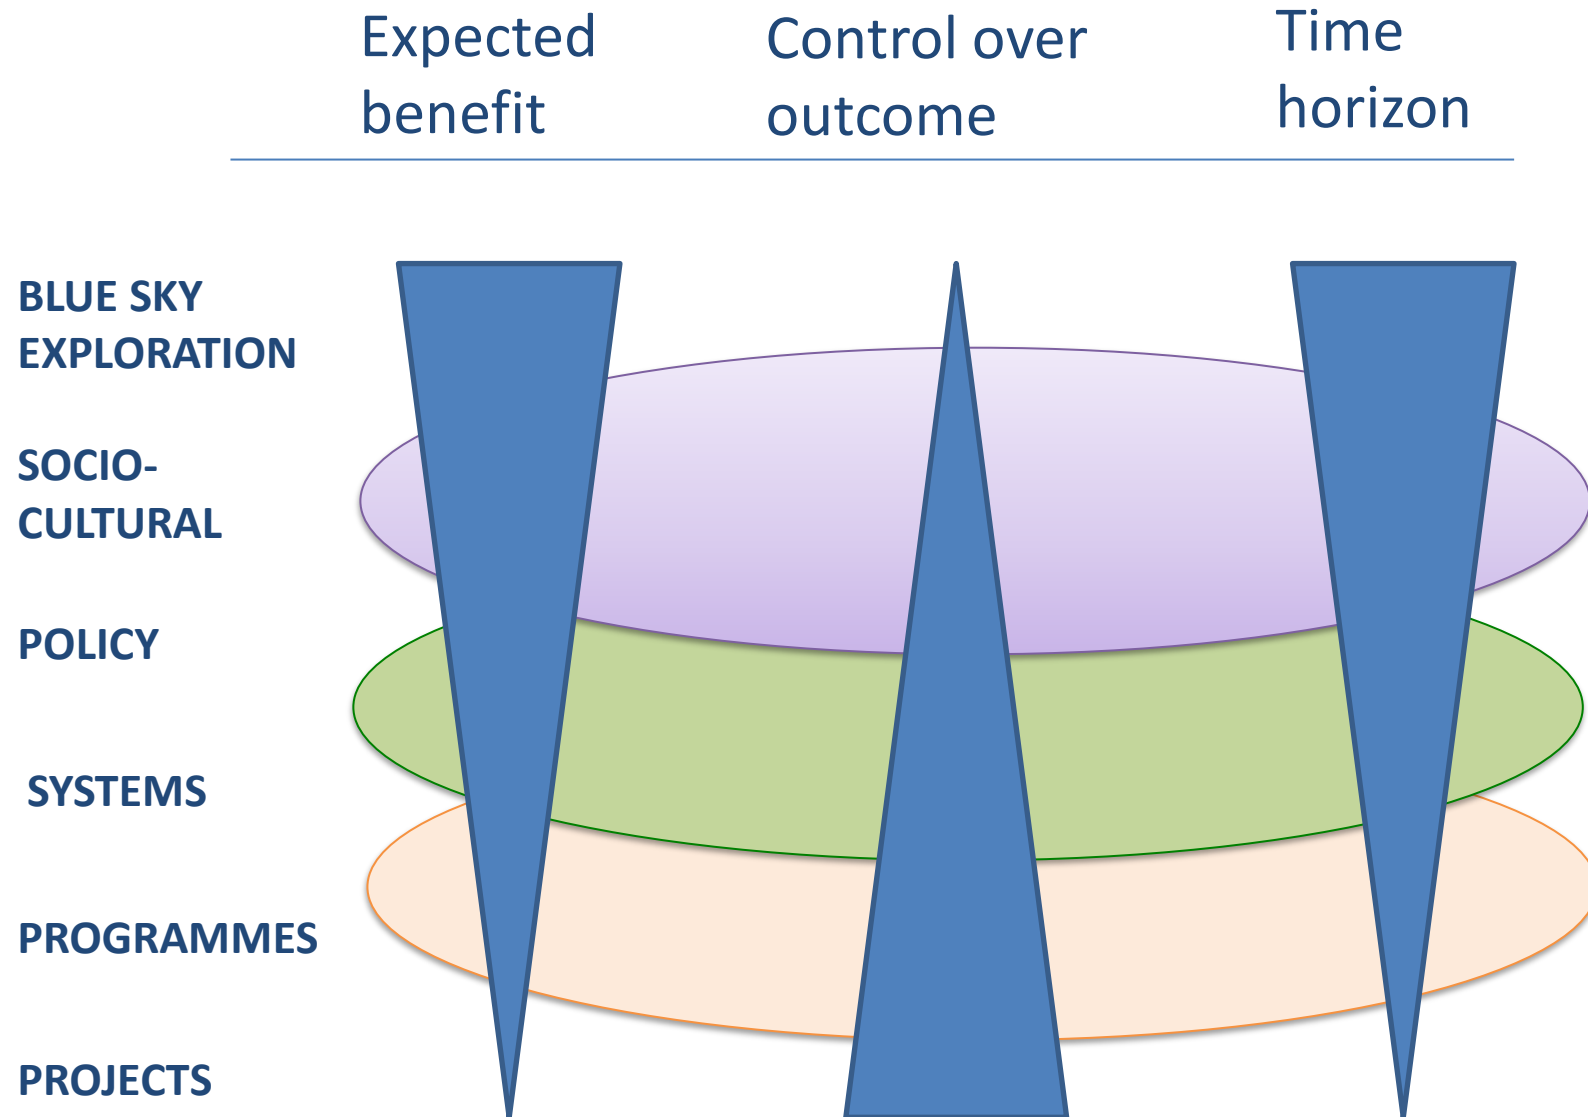 Expected
benefit
Control over
outcome
Time
horizon
BLUE SKY
EXPLORATION
SOCIO-
CULTURAL
POLICY
SYSTEMS
PROGRAMMES
PROJECTS